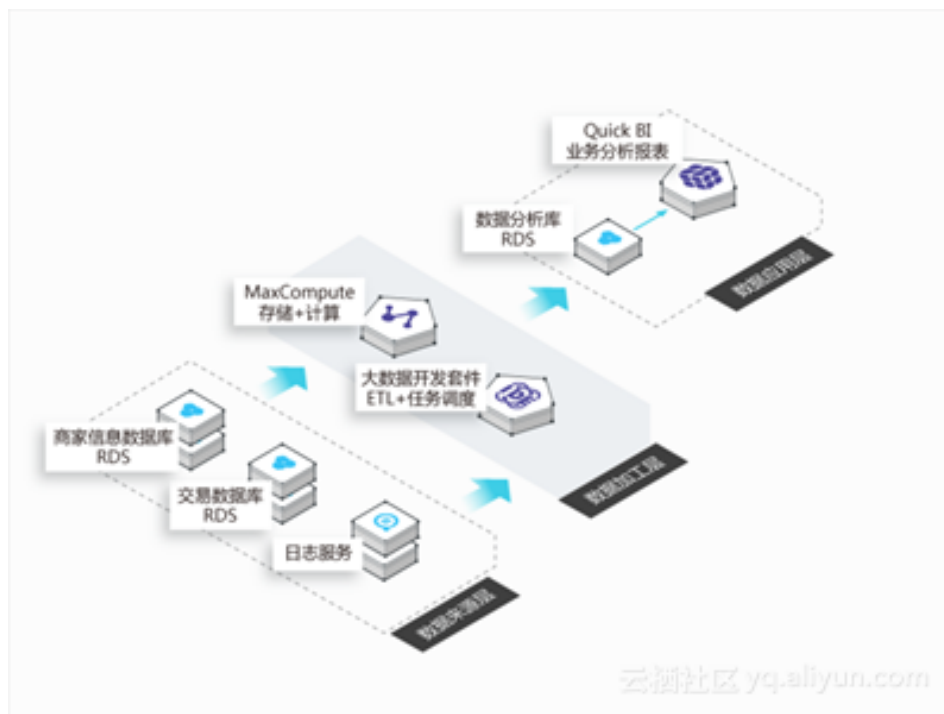 Quick BI
业务分析报表
数据分析库
RDS
数据应用层
MaxCompute
存储+计算
大数据开发套件
ETL+任务调度
数据加工层
商家信息数据库
RDS
交易数据库
RDS
日志服务
数据来源层
云栖社区 yq.aliyun.com